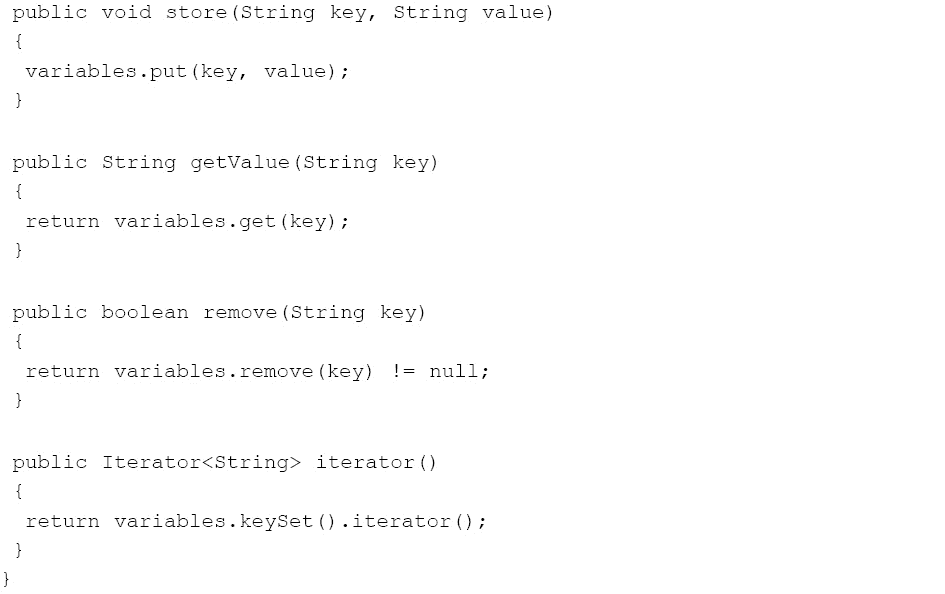 public void store(String key, String value)
{
variables.put(key, value);
}
public String getValue(String key)
{
return variables.get(key);
}
public boolean remove(String key)
{
return variables.remove(key) != null;
}
public Iterator<String> iterator()
{
return variables.keySet().iterator();
}
}